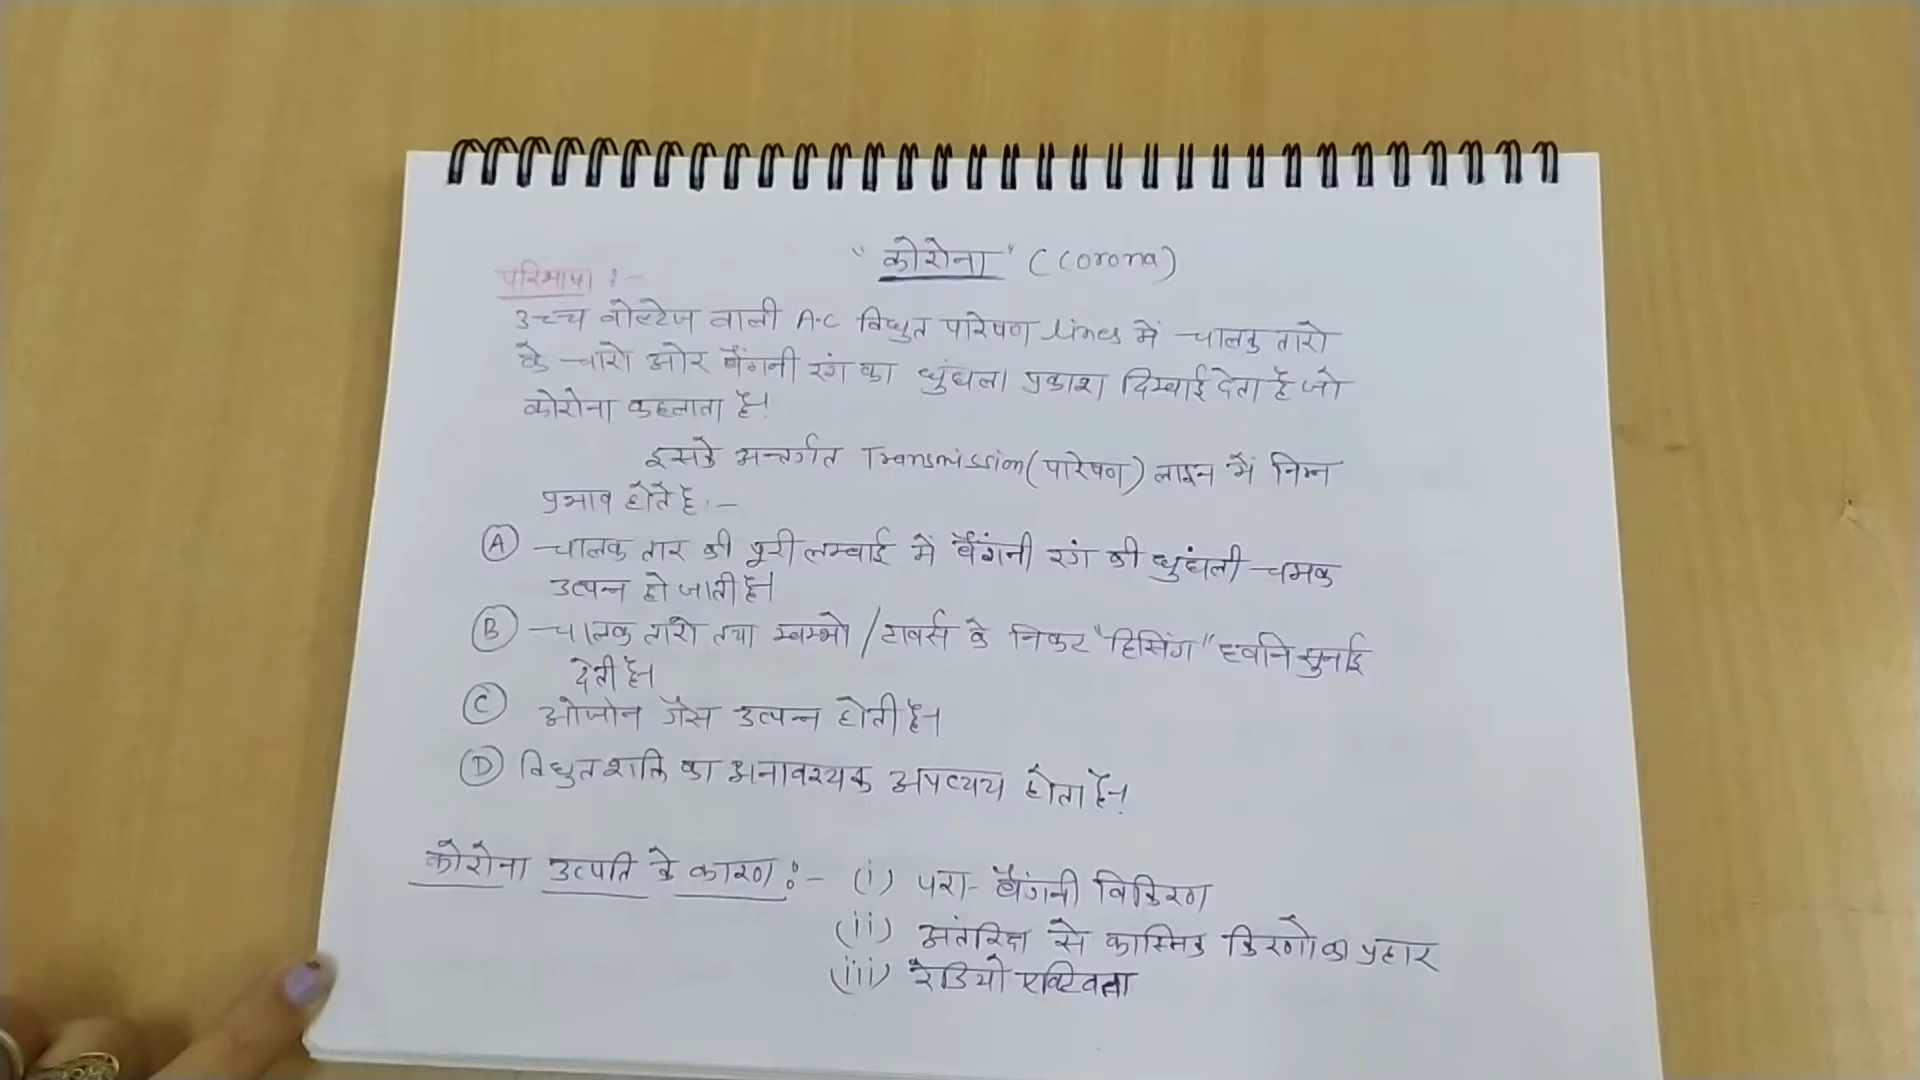 "कोरोना" (Corona)
परिभाषा :-
उच्च वोल्टेज वाली A.C विधुत पारेषण Lines में चालक तारो
के चारो ओर बैंगनी रंग का धुंधला प्रकाश दिखाई देता है जो
कोरोना कहलाता है।
इसके अन्तर्गत Transmission (पारेषण) लाइन में निम्न
प्रभाव होते है :-
(A) चालक तार की पूरी लम्बाई में बैंगनी रंग की धुंधली चमक
उत्पन्न हो जाती है।
(B) चालक तारो तथा खम्भो / टावर्स के निकट "हिसिंग" ध्वनि सुनाई
देती है।
(C) ओजोन गैस उत्पन्न होती है।
(D) विधुत शक्ति का अनावश्यक अपव्यय होता है।
कोरोना उत्पति के कारण :- (i) परा-बैंगनी विकिरण
(ii) अंतरिक्ष से कास्मिक किरणो का प्रहार
(iii) रेडियो एक्टिवता